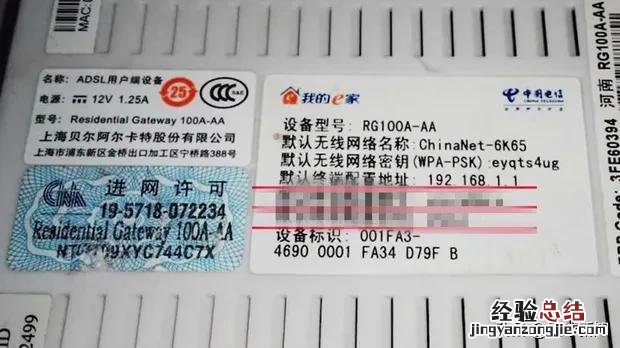 MAC:
名称: ADSL用户端设备
电源: 12V 1.25A
型号: Residential Gateway 100A-AA
上海贝尔阿尔卡特股份有限公司
上海市浦东新区金桥出口加工区宁桥路388号
25
CCC
S&E
进网许可
19-5718-072234
Residential Gateway 100A-AA
2499
我的e家
中国电信
CHINA TELECOM
设备型号: RG100A-AA
默认无线网络名称: ChinaNet-6K65
默认无线网络密钥(WPA-PSK): eyqts4ug
默认终端配置地址: 192.168.1.1
设备标识: 001FA3-
4690 0001 FA34 D79F B
河南 RG100A-AA
Code: 3FE60394
经验总结
jingyanzongjie.com